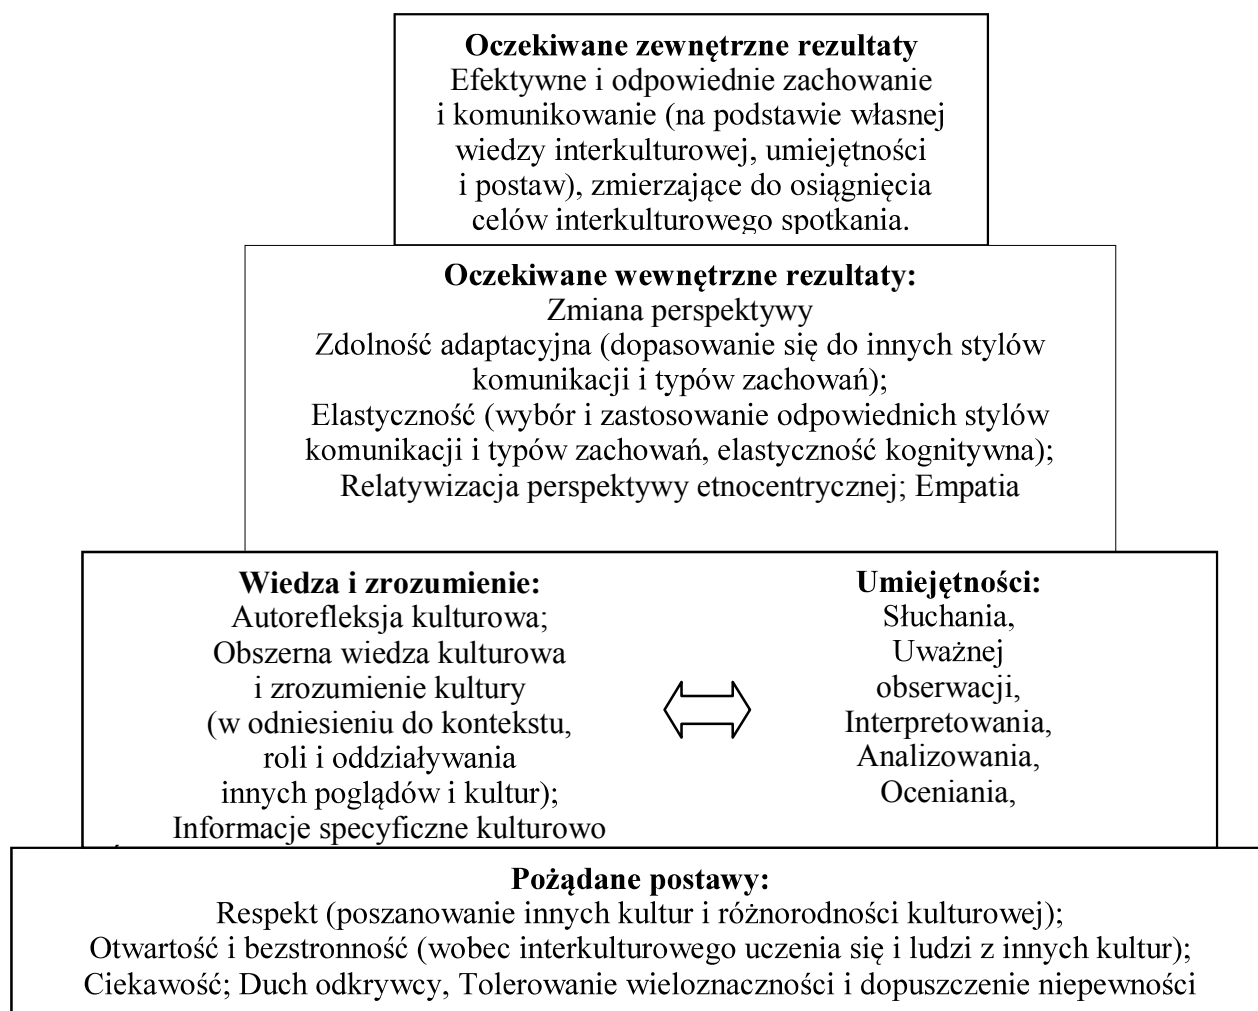 Oczekiwane zewnętrzne rezultaty
Efektywne i odpowiednie zachowanie
i komunikowanie (na podstawie własnej
wiedzy interkulturowej, umiejętności
i postaw), zmierzające do osiągnięcia
celów interkulturowego spotkania.
Oczekiwane wewnętrzne rezultaty:
Zmiana perspektywy
Zdolność adaptacyjna (dopasowanie się do innych stylów
komunikacji i typów zachowań);
Elastyczność (wybór i zastosowanie odpowiednich stylów
komunikacji i typów zachowań, elastyczność kognitywna);
Relatywizacja perspektywy etnocentrycznej; Empatia
Wiedza i zrozumienie:
Autorefleksja kulturowa;
Obszerna wiedza kulturowa
i zrozumienie kultury
(w odniesieniu do kontekstu,
roli i oddziaływania
innych poglądów i kultur);
Informacje specyficzne kulturowo
Umiejętności:
Słuchania,
Uważnej
obserwacji,
Interpretowania,
Analizowania,
Oceniania,
Pożądane postawy:
Respekt (poszanowanie innych kultur i różnorodności kulturowej);
Otwartość i bezstronność (wobec interkulturowego uczenia się i ludzi z innych kultur);
Ciekawość; Duch odkrywcy, Tolerowanie wieloznaczności i dopuszczenie niepewności